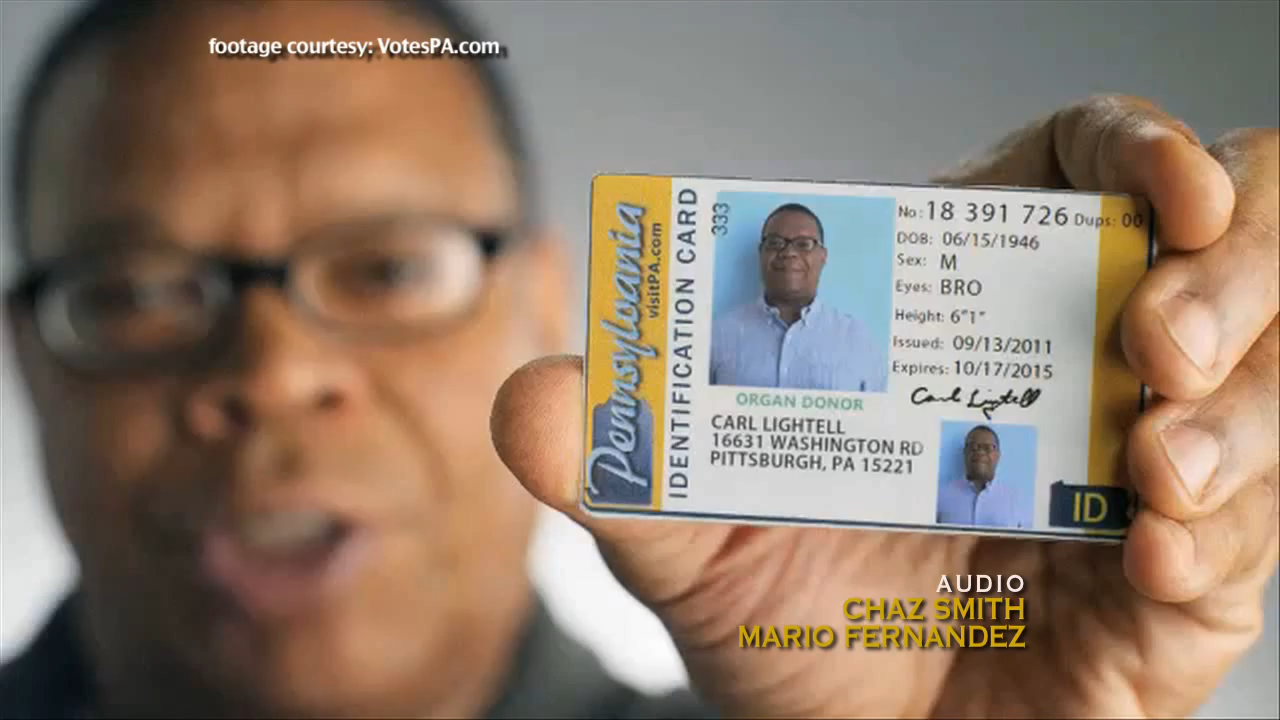 footage courtesy: VotesPA.com
Pennsylvania
visitPA.com
IDENTIFICATION CARD
333
No: 18 391 726 Dups: 00
DOB: 06/15/1946
Sex: M
Eyes: BRO
Height: 6"1"
Issued: 09/13/2011
Expires: 10/17/2015
Carl Lightell
ORGAN DONOR
CARL LIGHTELL
16631 WASHINGTON RD
PITTSBURGH, PA 15221
ID
AUDIO
CHAZ SMITH
MARIO FERNANDEZ